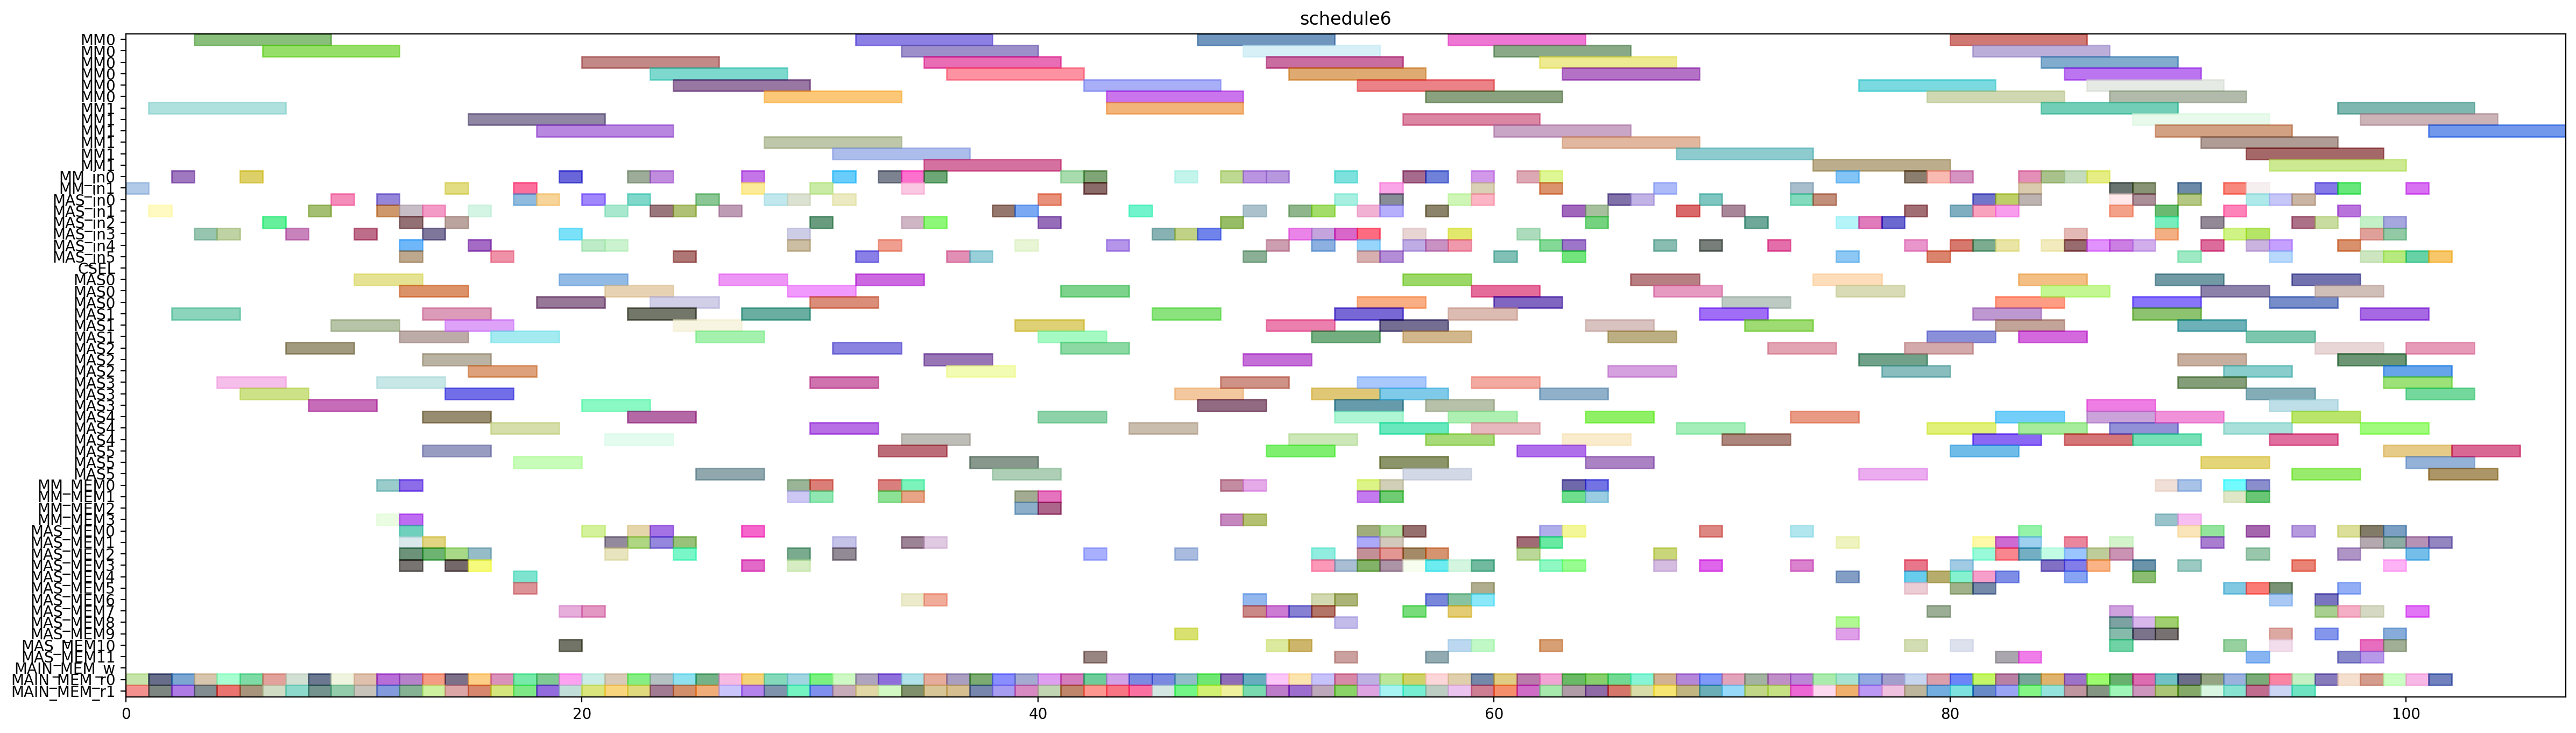 schedule6
MM0
MM0
MM0
MM0
MM0
MM0
MM1
MM1
MM1
MM1
MM1
MM1
MM_in0
MM_in1
MAS_in0
MAS_in1
MAS_in2
MAS_in3
MAS_in4
MAS_in5
CSEL
MAS0
MAS0
MAS0
MAS1
MAS1
MAS1
MAS2
MAS2
MAS2
MAS3
MAS3
MAS3
MAS4
MAS4
MAS4
MAS5
MAS5
MAS5
MM_MEM0
MM_MEM1
MM_MEM2
MM_MEM3
MAS_MEM0
MAS_MEM1
MAS_MEM2
MAS_MEM3
MAS_MEM4
MAS_MEM5
MAS_MEM6
MAS_MEM7
MAS_MEM8
MAS_MEM9
MAS_MEM10
MAS_MEM11
MAIN_MEM_w
MAIN_MEM_r0
MAIN_MEM_r1
0 20 40 60 80 100